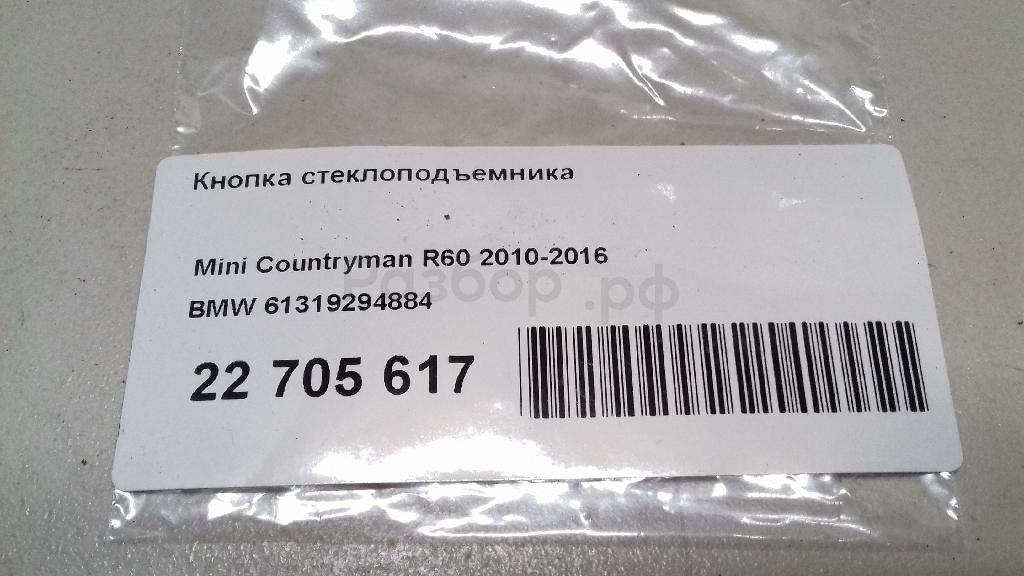 Кнопка стеклоподъемника
Mini Countryman R60 2010-2016
BMW 61319294884
22 705 617
Разбор.рф